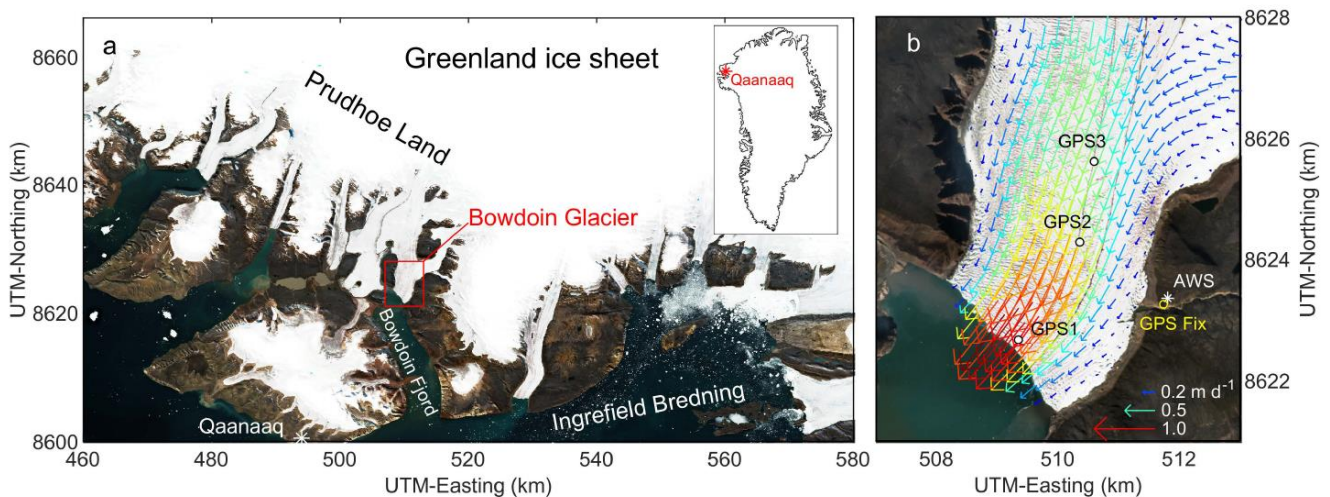 a
Greenland ice sheet
Prudhoe Land
Qaanaaq
Bowdoin Glacier
Bowdoin Fjord
Ingrefield Bredning
Qaanaaq
8660
8640
8620
8600
UTM-Northing (km)
460
480
500
520
540
560
580
UTM-Easting (km)
b
GPS3
GPS2
AWS
GPS Fix
GPS1
0.2 m d⁻¹
0.5
1.0
8628
8626
8624
8622
UTM-Northing (km)
508
510
512
UTM-Easting (km)